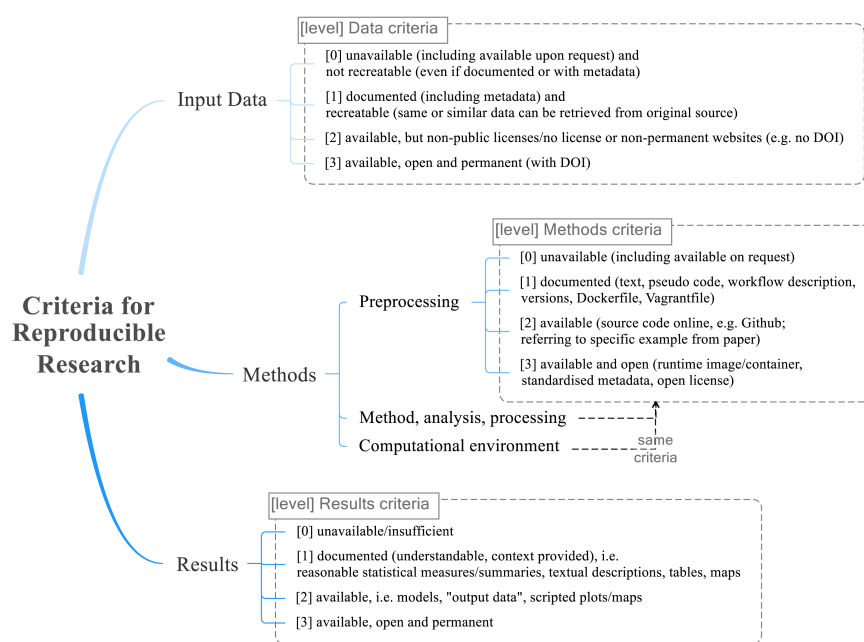 [level] Data criteria
[0] unavailable (including available upon request) and
not recreatable (even if documented or with metadata)
Input Data
[1] documented (including metadata) and
recreatable (same or similar data can be retrieved from original source)
[2] available, but non-public licenses/no license or non-permanent websites (e.g. no DOI)
[3] available, open and permanent (with DOI)
Criteria for
Reproducible
Research
[level] Methods criteria
[0] unavailable (including available on request)
[1] documented (text, pseudo code, workflow description,
versions, Dockerfile, Vagrantfile)
Preprocessing
[2] available (source code online, e.g. Github;
referring to specific example from paper)
[3] available and open (runtime image/container,
standardised metadata, open license)
Methods
Method, analysis, processing
Computational environment
same
criteria
[level] Results criteria
[0] unavailable/insufficient
[1] documented (understandable, context provided), i.e.
reasonable statistical measures/summaries, textual descriptions, tables, maps
Results
[2] available, i.e. models, "output data", scripted plots/maps
[3] available, open and permanent